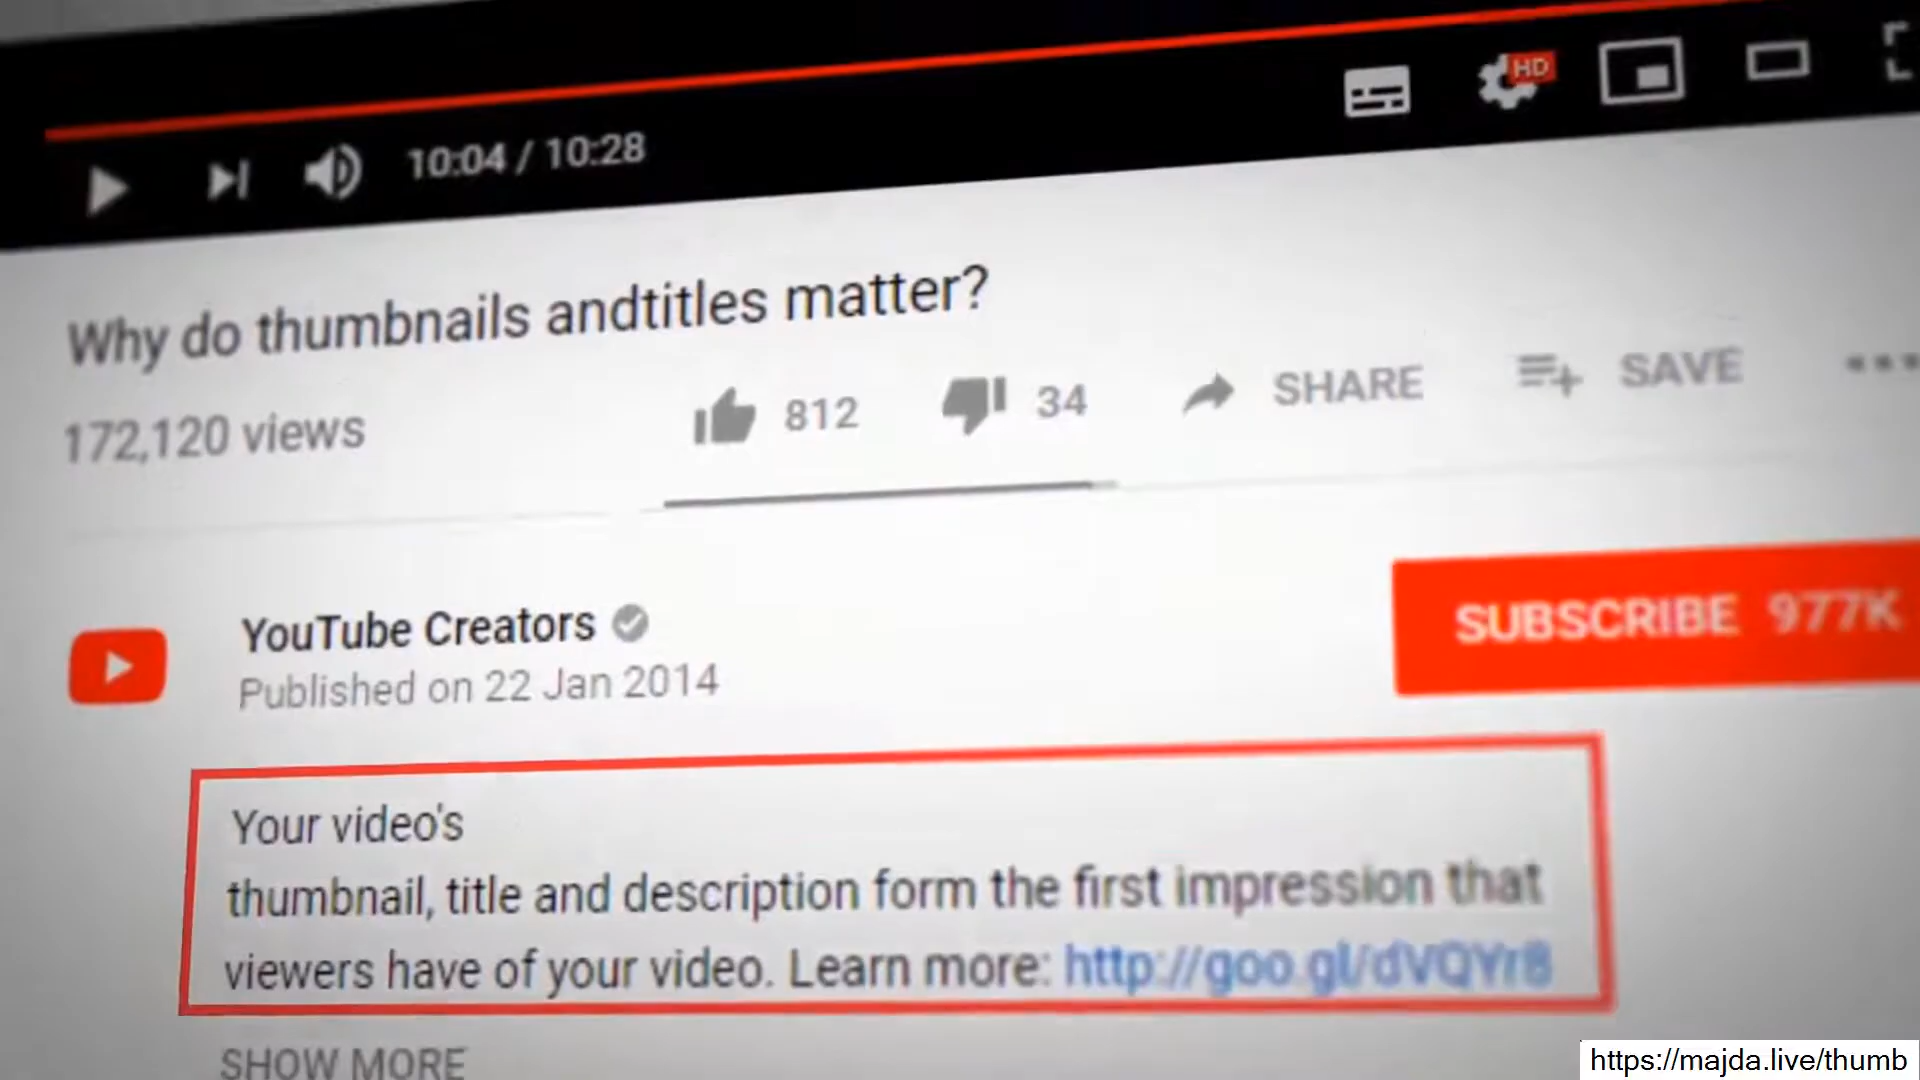 HD
10:04 / 10:28
Why do thumbnails andtitles matter?
172,120 views
812
34
SHARE
SAVE
YouTube Creators
Published on 22 Jan 2014
SUBSCRIBE 977K
Your video's
thumbnail, title and description form the first impression that
viewers have of your video. Learn more: http://goo.gl/dVQYr8
SHOW MORE
https://majda.live/thumb